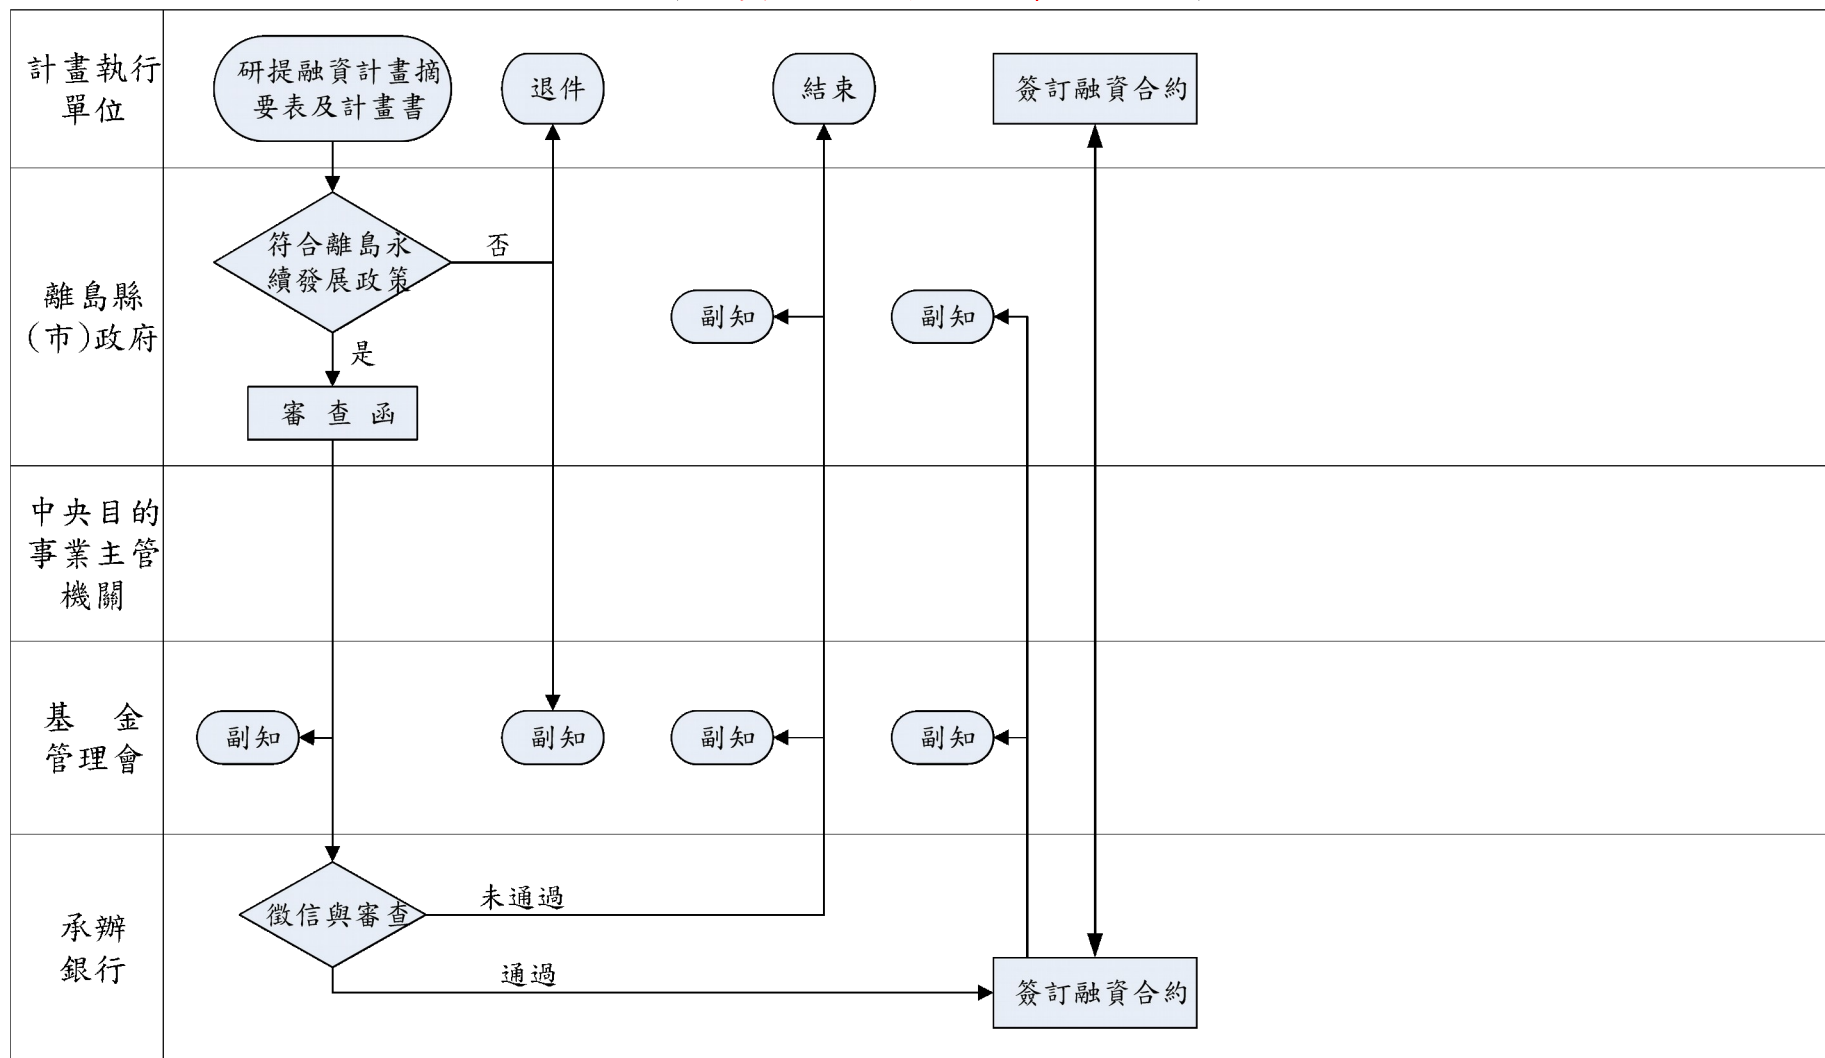 計畫執行
單位
研提融資計畫摘
要表及計畫書
退件
結束
簽訂融資合約
離島縣
(市)政府
符合離島永
續發展政策
否
是
審查函
副知
副知
中央目的
事業主管
機關
基 金
管理會
副知
副知
副知
副知
承辦
銀行
徵信與審查
未通過
通過
簽訂融資合約